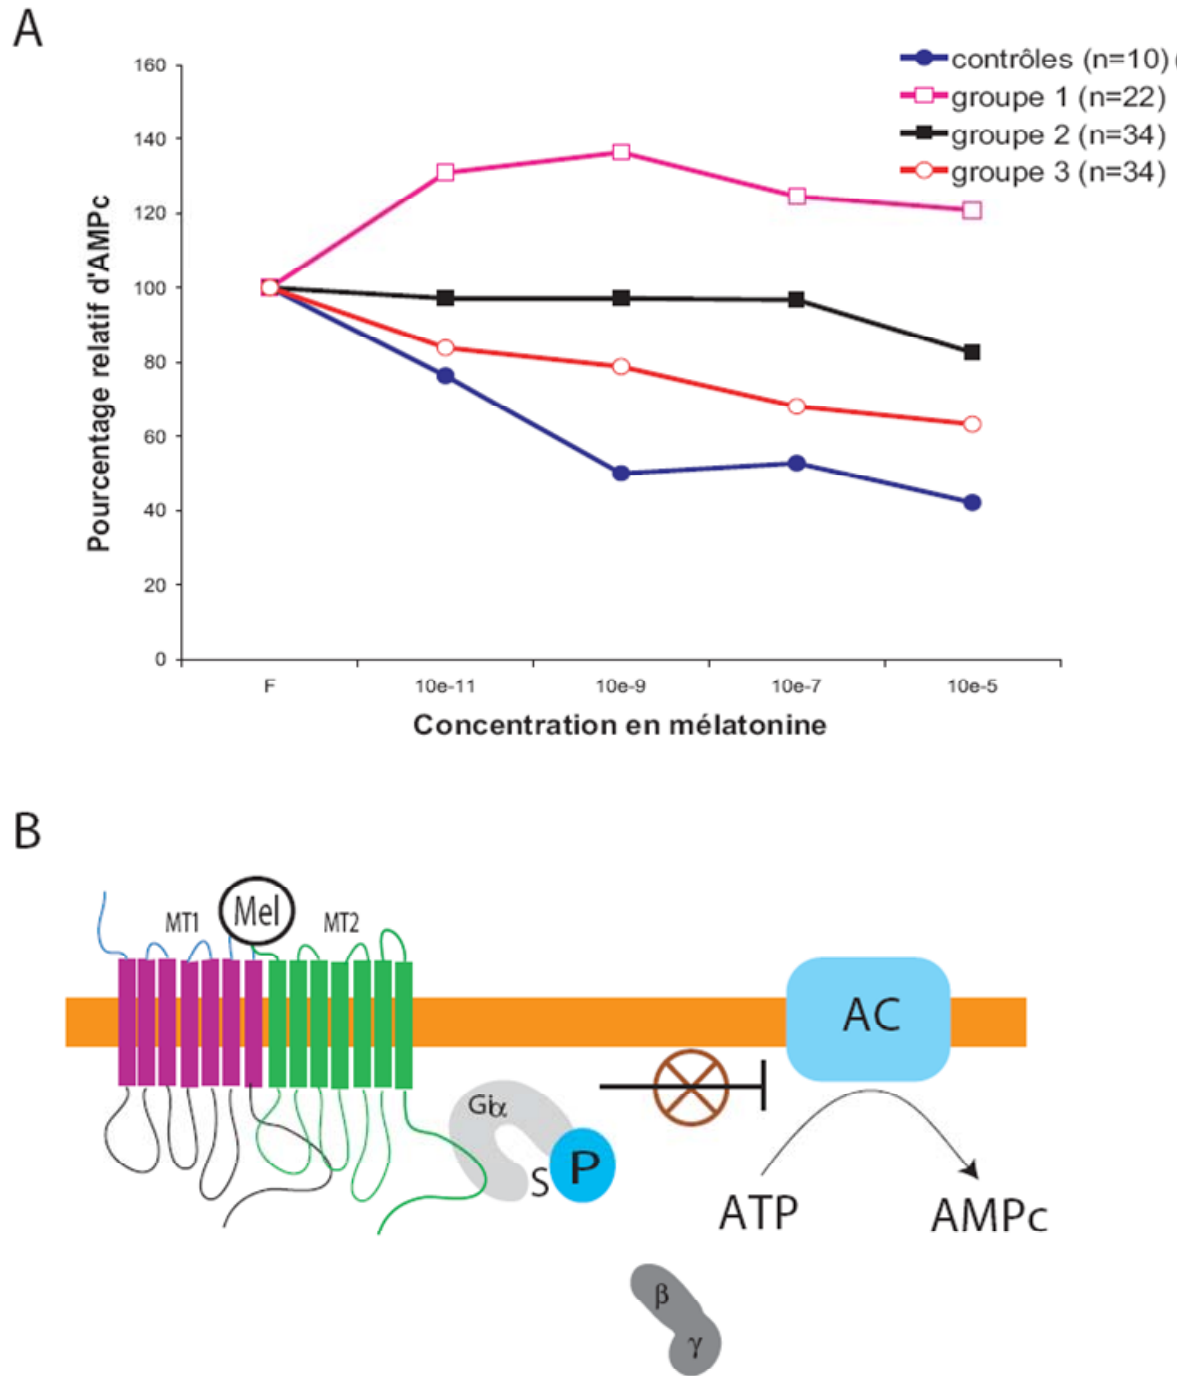 A
contrôles (n=10) (
groupe 1 (n=22)
groupe 2 (n=34)
groupe 3 (n=34)
Pourcentage relatif d'AMPc
160
140
120
100
80
60
40
20
0
F 10e-11 10e-9 10e-7 10e-5
Concentration en mélatonine
B
MT1 Mel MT2
AC
Giα
S P
ATP AMPc
β
γ